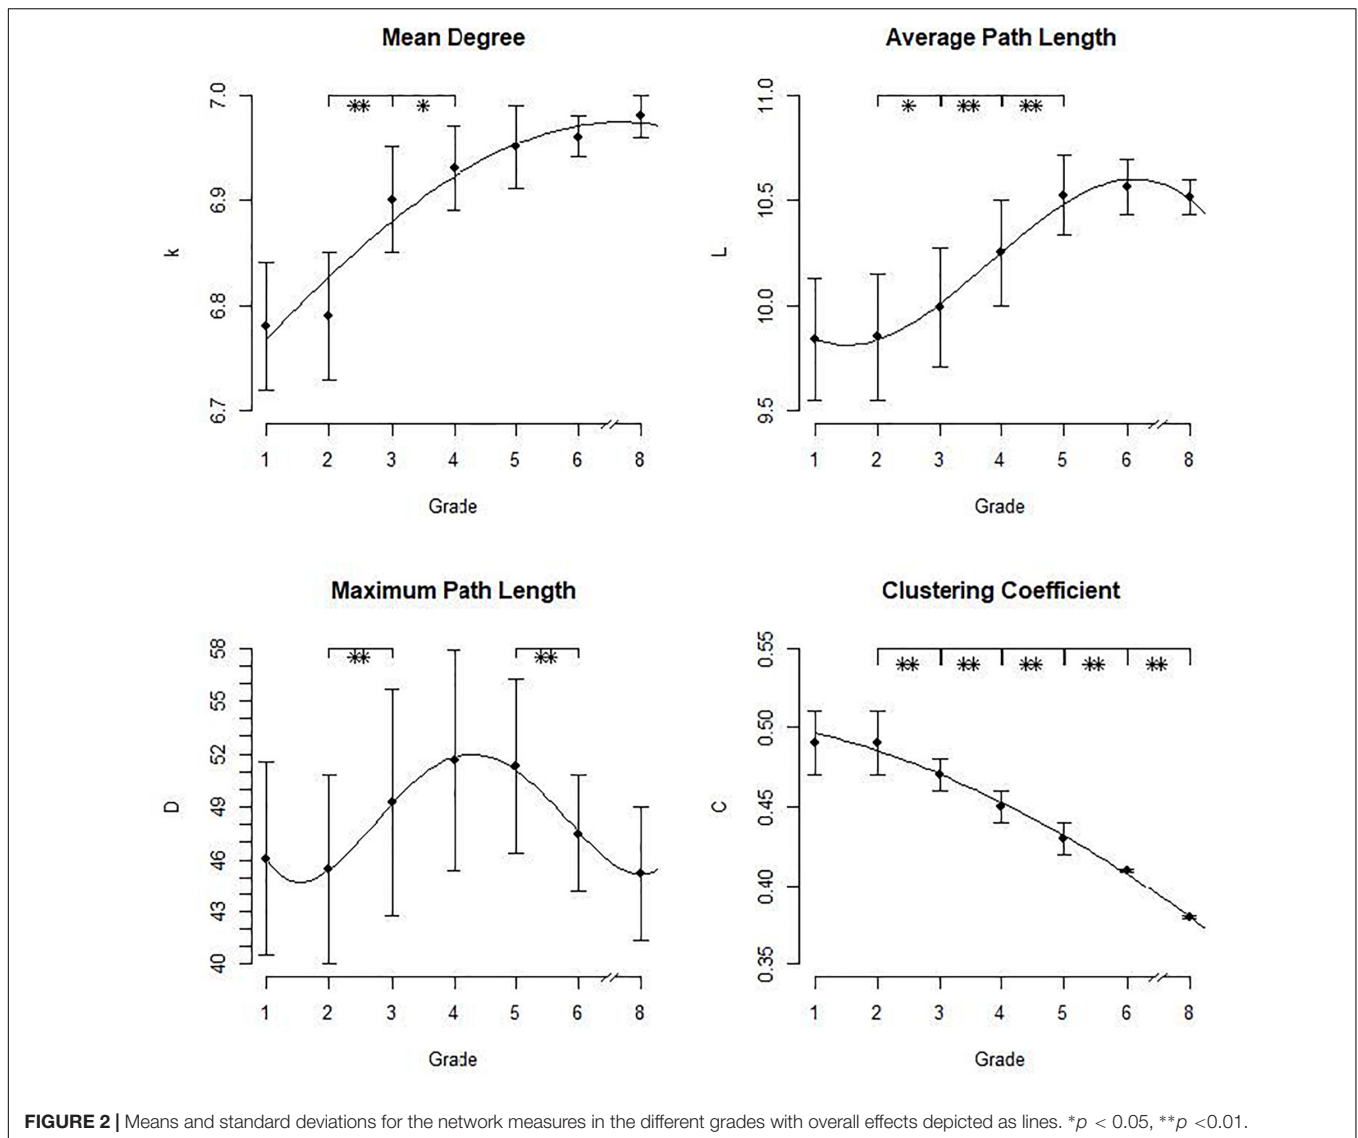 Mean Degree
7.0
6.9
6.8
6.7
k
** *
1 2 3 4 5 6 8
Grade
Average Path Length
11.0
10.5
10.0
9.5
L
* ** **
1 2 3 4 5 6 8
Grade
Maximum Path Length
58
55
52
49
46
43
40
D
** **
1 2 3 4 5 6 8
Grade
Clustering Coefficient
0.55
0.50
0.45
0.40
0.35
C
** ** ** ** **
1 2 3 4 5 6 8
Grade
FIGURE 2 | Means and standard deviations for the network measures in the different grades with overall effects depicted as lines. *p < 0.05, **p <0.01.